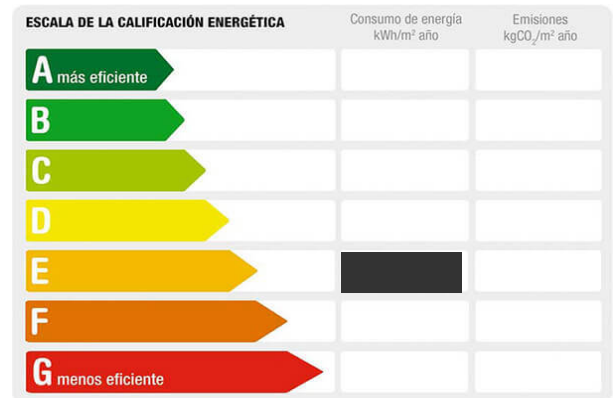 ESCALA DE LA CALIFICACIÓN ENERGÉTICA
Consumo de energía
kWh/m² año
Emisiones
kgCO₂/m² año
A más eficiente
B
C
D
E
F
G menos eficiente